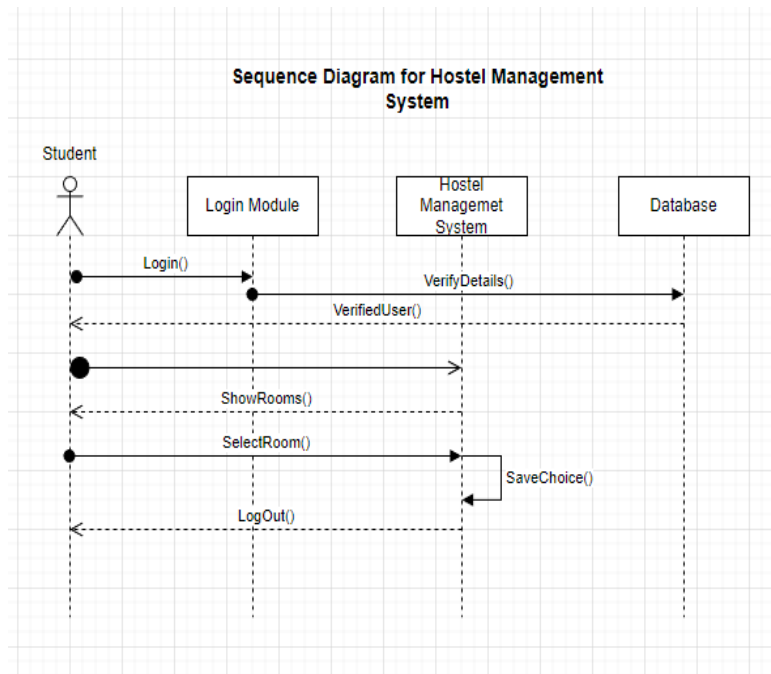 Sequence Diagram for Hostel Management
System
Student
Login Module
Hostel
Managemet
System
Database
Login()
VerifyDetails()
VerifiedUser()
ShowRooms()
SelectRoom()
SaveChoice()
LogOut()